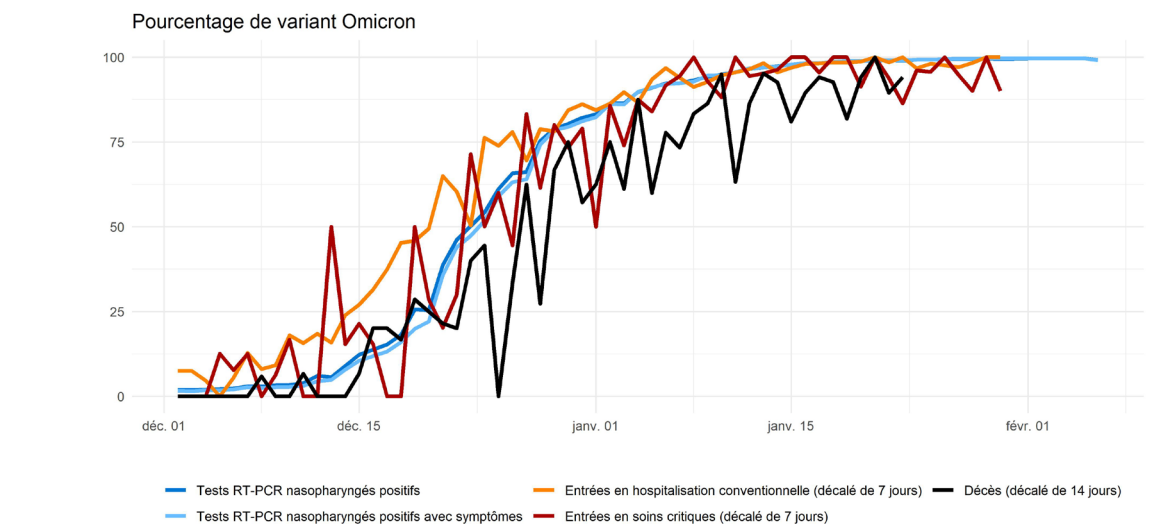 Pourcentage de variant Omicron
100
75
50
25
0
déc. 01
déc. 15
janv. 01
janv. 15
févr. 01
Tests RT-PCR nasopharyngés positifs
Entrées en hospitalisation conventionnelle (décalé de 7 jours)
Décès (décalé de 14 jours)
Tests RT-PCR nasopharyngés positifs avec symptômes
Entrées en soins critiques (décalé de 7 jours)